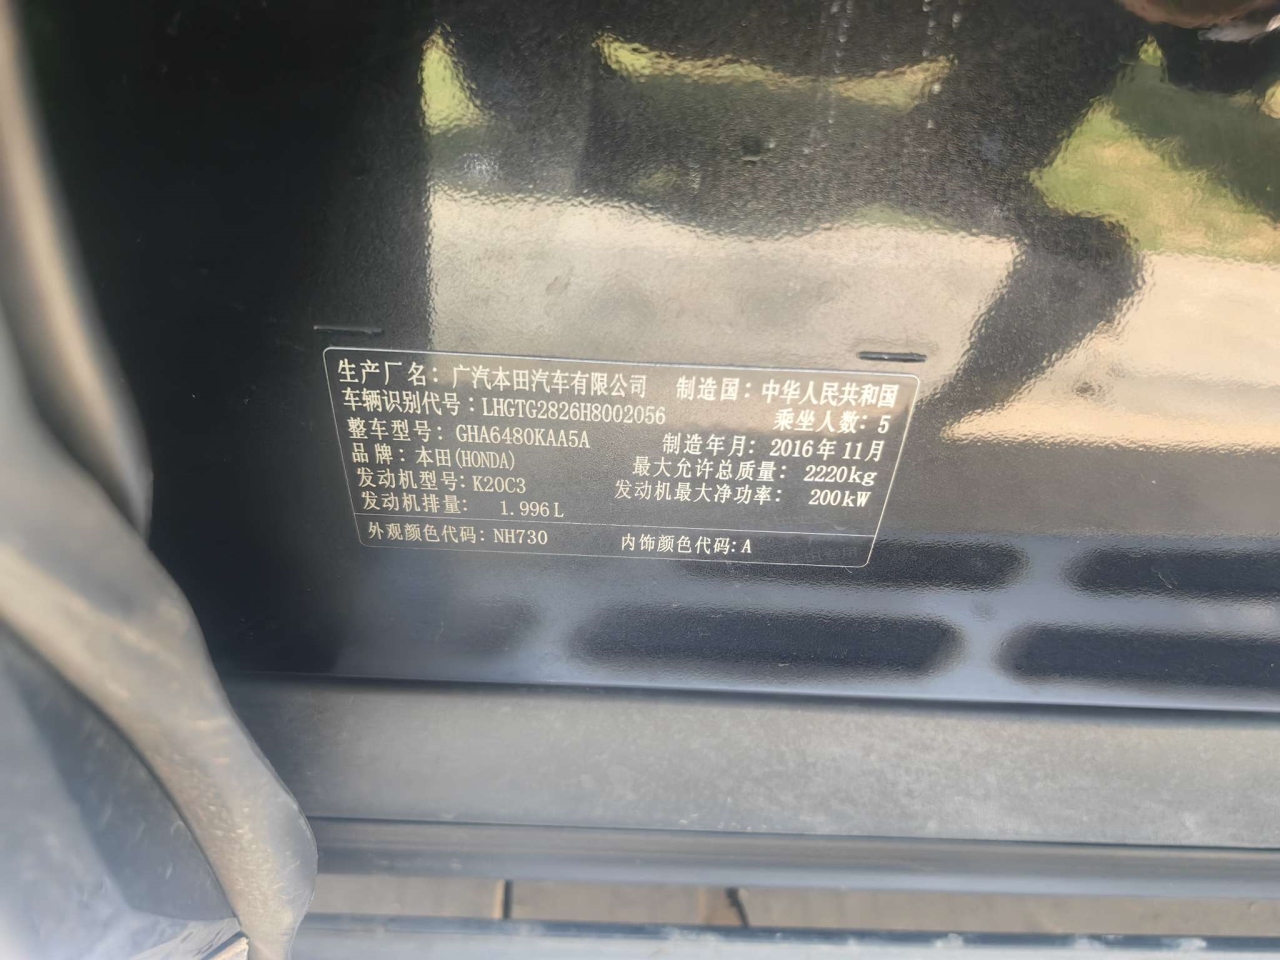 生产厂名：广汽本田汽车有限公司 制造国：中华人民共和国
车辆识别代号：LHGTG2826H8002056 乘坐人数：5
整车型号：GHA6480KAA5A 制造年月：2016年11月
品牌：本田(HONDA) 最大允许总质量：2220kg
发动机型号：K20C3 发动机最大净功率：200kW
发动机排量：1.996L
外观颜色代码：NH730 内饰颜色代码：A